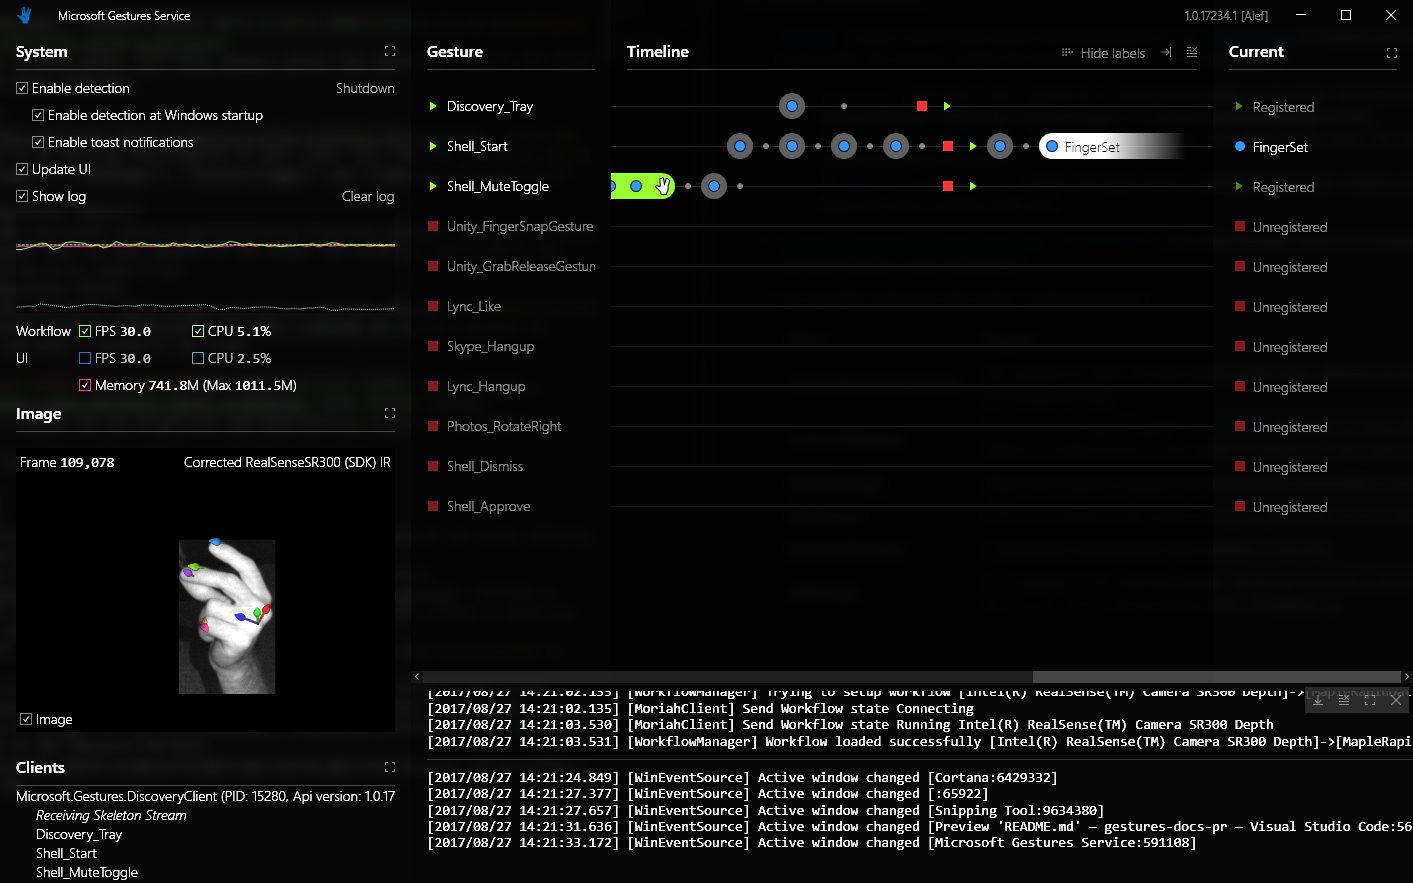 Microsoft Gestures Service
1.0.17234.1 [Alef]
System
Enable detection
Shutdown
Enable detection at Windows startup
Enable toast notifications
Update UI
Show log
Clear log
Workflow FPS 30.0 CPU 5.1%
UI FPS 30.0 CPU 2.5%
Memory 741.8M (Max 1011.5M)
Image
Frame 109,078 Corrected RealSenseSR300 (SDK) IR
Image
Clients
Microsoft.Gestures.DiscoveryClient (PID: 15280, Api version: 1.0.17
Receiving Skeleton Stream
Discovery_Tray
Shell_Start
Shell_MuteToggle
Gesture
Discovery_Tray
Shell_Start
Shell_MuteToggle
Unity_FingerSnapGesture
Unity_GrabReleaseGestur
Lync_Like
Skype_Hangup
Lync_Hangup
Photos_RotateRight
Shell_Dismiss
Shell_Approve
Timeline
Hide labels
FingerSet
Current
Registered
FingerSet
Registered
Unregistered
Unregistered
Unregistered
Unregistered
Unregistered
Unregistered
Unregistered
Unregistered
[2017/08/27 14:21:02.135] [WorkflowManager] Trying to setup workflow [Intel(R) RealSense(TM) Camera SR300 Depth]->[MapleRapidBal
[2017/08/27 14:21:02.135] [MoriahClient] Send Workflow state Connecting
[2017/08/27 14:21:03.530] [MoriahClient] Send Workflow state Running Intel(R) RealSense(TM) Camera SR300 Depth
[2017/08/27 14:21:03.531] [WorkflowManager] Workflow loaded successfully [Intel(R) RealSense(TM) Camera SR300 Depth]->[MapleRapi
[2017/08/27 14:21:24.849] [WinEventSource] Active window changed [Cortana:6429332]
[2017/08/27 14:21:27.377] [WinEventSource] Active window changed [:65922]
[2017/08/27 14:21:27.657] [WinEventSource] Active window changed [Snipping Tool:9634380]
[2017/08/27 14:21:31.636] [WinEventSource] Active window changed [Preview 'README.md' — gestures-docs-pr — Visual Studio Code:56
[2017/08/27 14:21:33.172] [WinEventSource] Active window changed [Microsoft Gestures Service:591108]